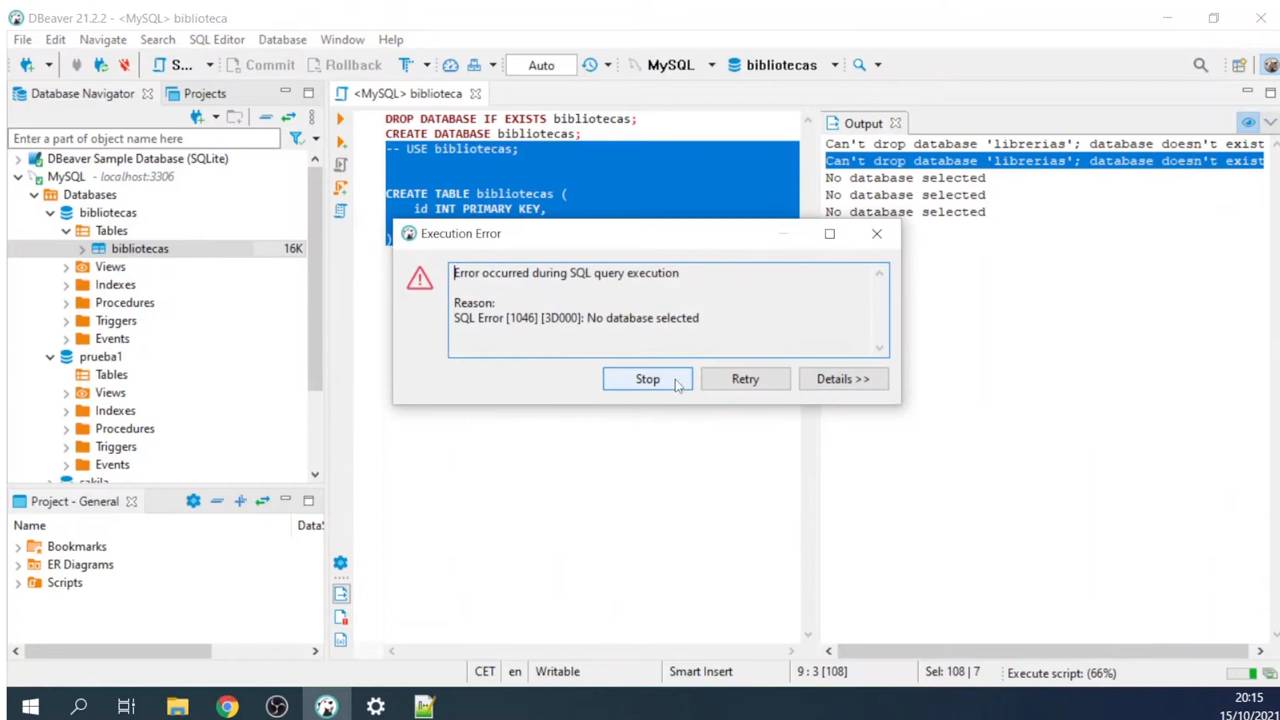 DBeaver 21.2.2 - <MySQL> biblioteca
File Edit Navigate Search SQL Editor Database Window Help
S... Commit Rollback Auto MySQL bibliotecas
Database Navigator Projects
Enter a part of object name here
DBeaver Sample Database (SQLite)
MySQL - localhost:3306
Databases
bibliotecas
Tables
bibliotecas 16K
Views
Indexes
Procedures
Triggers
Events
prueba1
Tables
Views
Indexes
Procedures
Triggers
Events
Project - General
Name DataS
Bookmarks
ER Diagrams
Scripts
<MySQL> biblioteca
DROP DATABASE IF EXISTS bibliotecas;
CREATE DATABASE bibliotecas;
-- USE bibliotecas;
CREATE TABLE bibliotecas (
id INT PRIMARY KEY,
)
Output
Can't drop database 'librerias'; database doesn't exist
Can't drop database 'librerias'; database doesn't exist
No database selected
No database selected
No database selected
Execution Error
Error occurred during SQL query execution
Reason:
SQL Error [1046] [3D000]: No database selected
Stop Retry Details >>
CET en Writable Smart Insert 9 : 3 [108] Sel: 108 | 7 Execute script: (66%)
20:15
15/10/2021